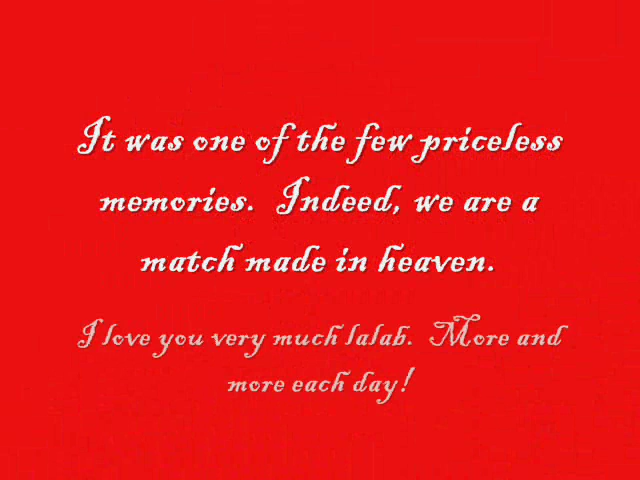 It was one of the few priceless
memories.  Indeed, we are a
match made in heaven.
I love you very much lalab.  More and
more each day!